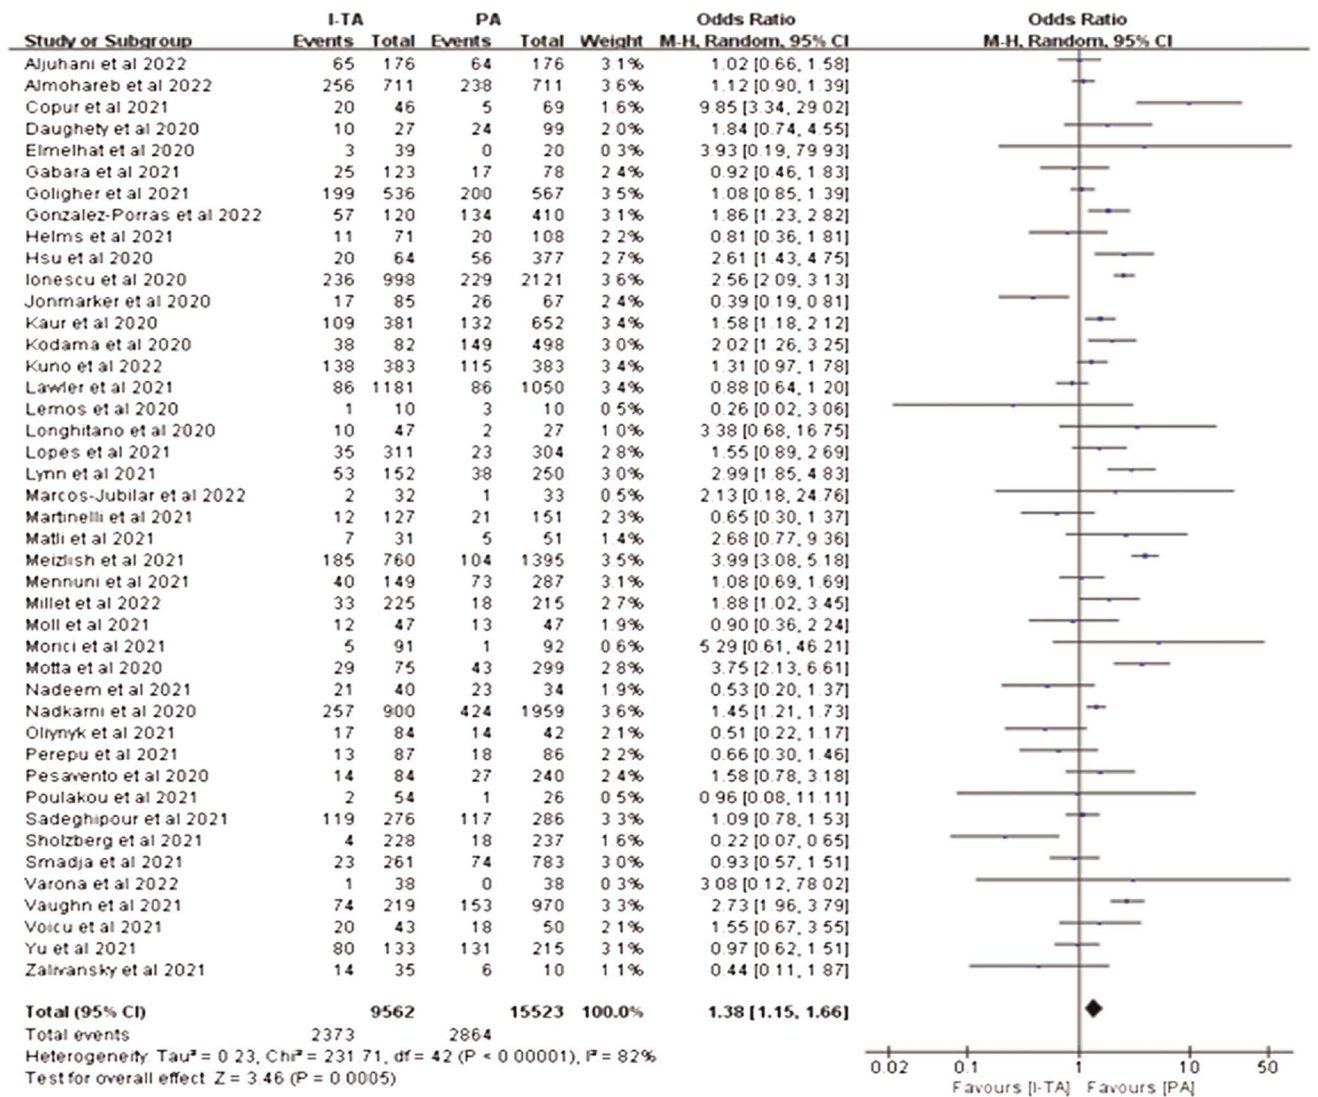 I-TA PA Odds Ratio Odds Ratio
Study or Subgroup Events Total Events Total Weight M-H, Random, 95% CI M-H, Random, 95% CI
Aljuhani et al 2022 65 176 64 176 3.1% 1.02 [0.66, 1.58]
Almohareb et al 2022 256 711 238 711 3.6% 1.12 [0.90, 1.39]
Copur et al 2021 20 46 5 69 1.6% 9.85 [3.34, 29.02]
Daughety et al 2020 10 27 24 99 2.0% 1.84 [0.74, 4.55]
Elmelhat et al 2020 3 39 0 20 0.3% 3.93 [0.19, 79.93]
Gabara et al 2021 25 123 17 78 2.4% 0.92 [0.46, 1.83]
Goligher et al 2021 199 536 200 567 3.5% 1.08 [0.85, 1.39]
Gonzalez-Porras et al 2022 57 120 134 410 3.1% 1.86 [1.23, 2.82]
Helms et al 2021 11 71 20 108 2.2% 0.81 [0.36, 1.81]
Hsu et al 2020 20 64 56 377 2.7% 2.61 [1.43, 4.75]
Ionescu et al 2020 236 998 229 2121 3.6% 2.56 [2.09, 3.13]
Jonmarker et al 2020 17 85 26 67 2.4% 0.39 [0.19, 0.81]
Kaur et al 2020 109 381 132 652 3.4% 1.58 [1.18, 2.12]
Kodama et al 2020 38 82 149 498 3.0% 2.02 [1.26, 3.25]
Kuno et al 2022 138 383 115 383 3.4% 1.31 [0.97, 1.78]
Lawler et al 2021 86 1181 86 1050 3.4% 0.88 [0.64, 1.20]
Lemos et al 2020 1 10 3 10 0.5% 0.26 [0.02, 3.06]
Longhitano et al 2020 10 47 2 27 1.0% 3.38 [0.68, 16.75]
Lopes et al 2021 35 311 23 304 2.8% 1.55 [0.89, 2.69]
Lynn et al 2021 53 152 38 250 3.0% 2.99 [1.85, 4.83]
Marcos-Jubilar et al 2022 2 32 1 33 0.5% 2.13 [0.18, 24.76]
Martinelli et al 2021 12 127 21 151 2.3% 0.65 [0.30, 1.37]
Matli et al 2021 7 31 5 51 1.4% 2.68 [0.77, 9.36]
Meizlish et al 2021 185 760 104 1395 3.5% 3.99 [3.08, 5.18]
Mennuni et al 2021 40 149 73 287 3.1% 1.08 [0.69, 1.69]
Millet et al 2022 33 225 18 215 2.7% 1.88 [1.02, 3.45]
Moll et al 2021 12 47 13 47 1.9% 0.90 [0.36, 2.24]
Morici et al 2021 5 91 1 92 0.6% 5.29 [0.61, 46.21]
Motta et al 2020 29 75 43 299 2.8% 3.75 [2.13, 6.61]
Nadeem et al 2021 21 40 23 34 1.9% 0.53 [0.20, 1.37]
Nadkarni et al 2020 257 900 424 1959 3.6% 1.45 [1.21, 1.73]
Oliynyk et al 2021 17 84 14 42 2.1% 0.51 [0.22, 1.17]
Perepu et al 2021 13 87 18 86 2.2% 0.66 [0.30, 1.46]
Pesavento et al 2020 14 84 27 240 2.4% 1.58 [0.78, 3.18]
Poulakou et al 2021 2 54 1 26 0.5% 0.96 [0.08, 11.11]
Sadeghipour et al 2021 119 276 117 286 3.3% 1.09 [0.78, 1.53]
Sholzberg et al 2021 4 228 18 237 1.6% 0.22 [0.07, 0.65]
Smadja et al 2021 23 261 74 783 3.0% 0.93 [0.57, 1.51]
Varona et al 2022 1 38 0 38 0.3% 3.08 [0.12, 78.02]
Vaughn et al 2021 74 219 153 970 3.3% 2.73 [1.96, 3.79]
Voicu et al 2021 20 43 18 50 2.1% 1.55 [0.67, 3.55]
Yu et al 2021 80 133 131 215 3.1% 0.97 [0.62, 1.51]
Zalivansky et al 2021 14 35 6 10 1.1% 0.44 [0.11, 1.87]
Total (95% CI) 9562 15523 100.0% 1.38 [1.15, 1.66]
Total events 2373 2864
Heterogeneity: Tau² = 0.23, Chi² = 231.71, df = 42 (P < 0.00001), I² = 82%
Test for overall effect: Z = 3.46 (P = 0.0005)
0.02 0.1 1 10 50
Favours [I-TA] Favours [PA]